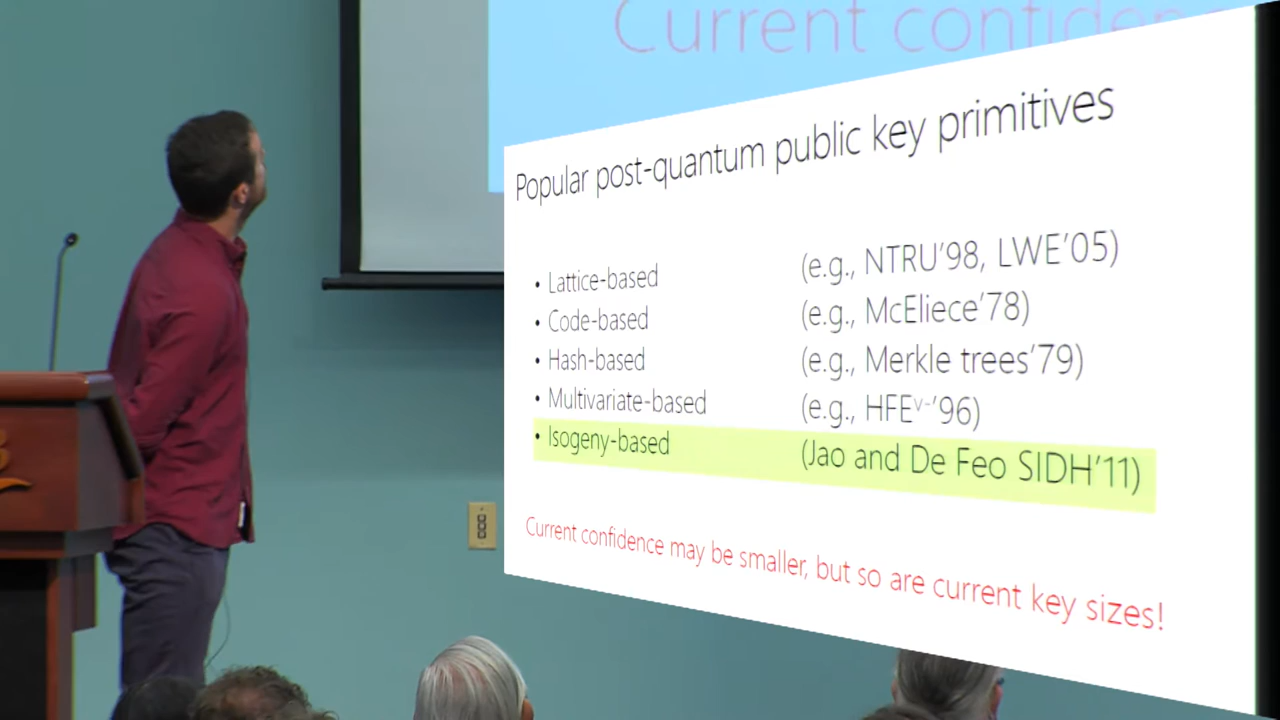 Current confidence
Popular post-quantum public key primitives
• Lattice-based (e.g., NTRU'98, LWE'05)
• Code-based (e.g., McEliece'78)
• Hash-based (e.g., Merkle trees'79)
• Multivariate-based (e.g., HFEv-'96)
• Isogeny-based (Jao and De Feo SIDH'11)
Current confidence may be smaller, but so are current key sizes!